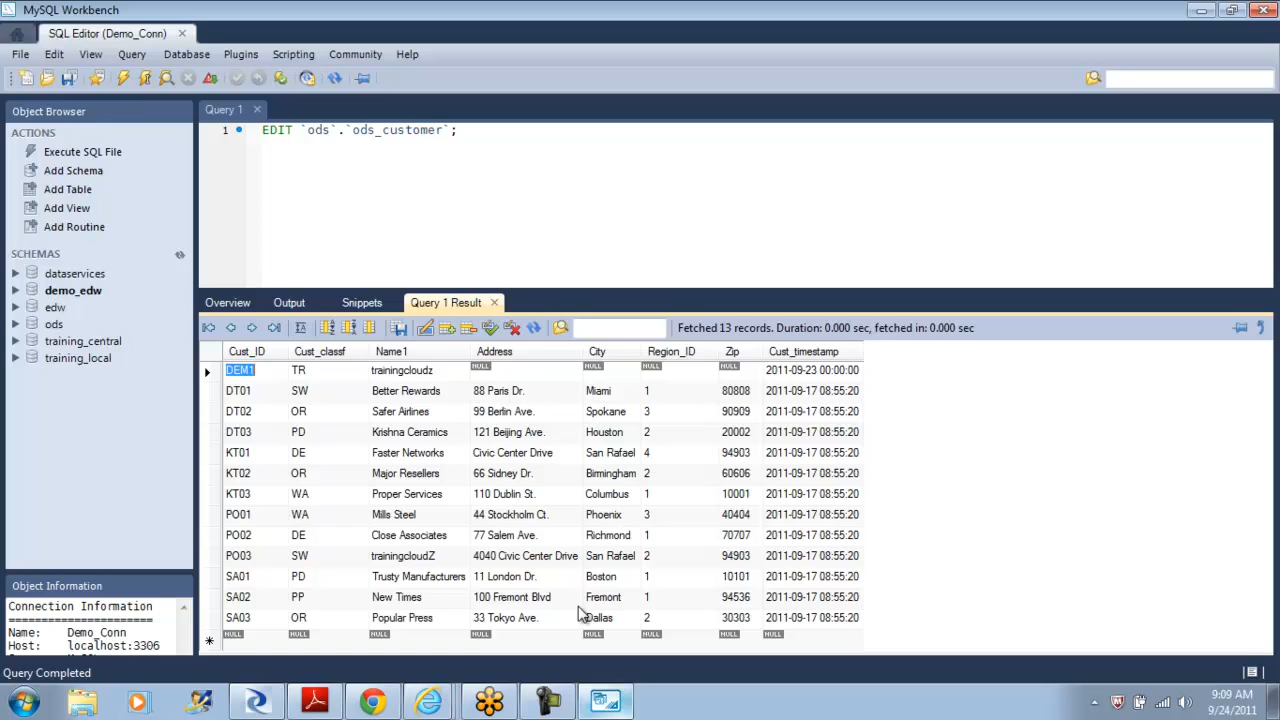 MySQL Workbench
SQL Editor (Demo_Conn)
File Edit View Query Database Plugins Scripting Community Help
Object Browser
ACTIONS
Execute SQL File
Add Schema
Add Table
Add View
Add Routine
SCHEMAS
dataservices
demo_edw
edw
ods
training_central
training_local
Object Information
Connection Information
=====================
Name: Demo_Conn
Host: localhost:3306
Query 1
1 EDIT `ods`.`ods_customer`;
Overview Output Snippets Query 1 Result
Fetched 13 records. Duration: 0.000 sec, fetched in: 0.000 sec
Cust_ID Cust_classf Name1 Address City Region_ID Zip Cust_timestamp
DEM1 TR trainingcloudz NULL NULL NULL NULL 2011-09-23 00:00:00
DT01 SW Better Rewards 88 Paris Dr. Miami 1 80808 2011-09-17 08:55:20
DT02 OR Safer Airlines 99 Berlin Ave. Spokane 3 90909 2011-09-17 08:55:20
DT03 PD Krishna Ceramics 121 Beijing Ave. Houston 2 20002 2011-09-17 08:55:20
KT01 DE Faster Networks Civic Center Drive San Rafael 4 94903 2011-09-17 08:55:20
KT02 OR Major Resellers 66 Sidney Dr. Birmingham 2 60606 2011-09-17 08:55:20
KT03 WA Proper Services 110 Dublin St. Columbus 1 10001 2011-09-17 08:55:20
PO01 WA Mills Steel 44 Stockholm Ct. Phoenix 3 40404 2011-09-17 08:55:20
PO02 DE Close Associates 77 Salem Ave. Richmond 1 70707 2011-09-17 08:55:20
PO03 SW trainingcloudZ 4040 Civic Center Drive San Rafael 2 94903 2011-09-17 08:55:20
SA01 PD Trusty Manufacturers 11 London Dr. Boston 1 10101 2011-09-17 08:55:20
SA02 PP New Times 100 Fremont Blvd Fremont 1 94536 2011-09-17 08:55:20
SA03 OR Popular Press 33 Tokyo Ave. Dallas 2 30303 2011-09-17 08:55:20
NULL NULL NULL NULL NULL NULL NULL NULL
Query Completed
9:09 AM
9/24/2011